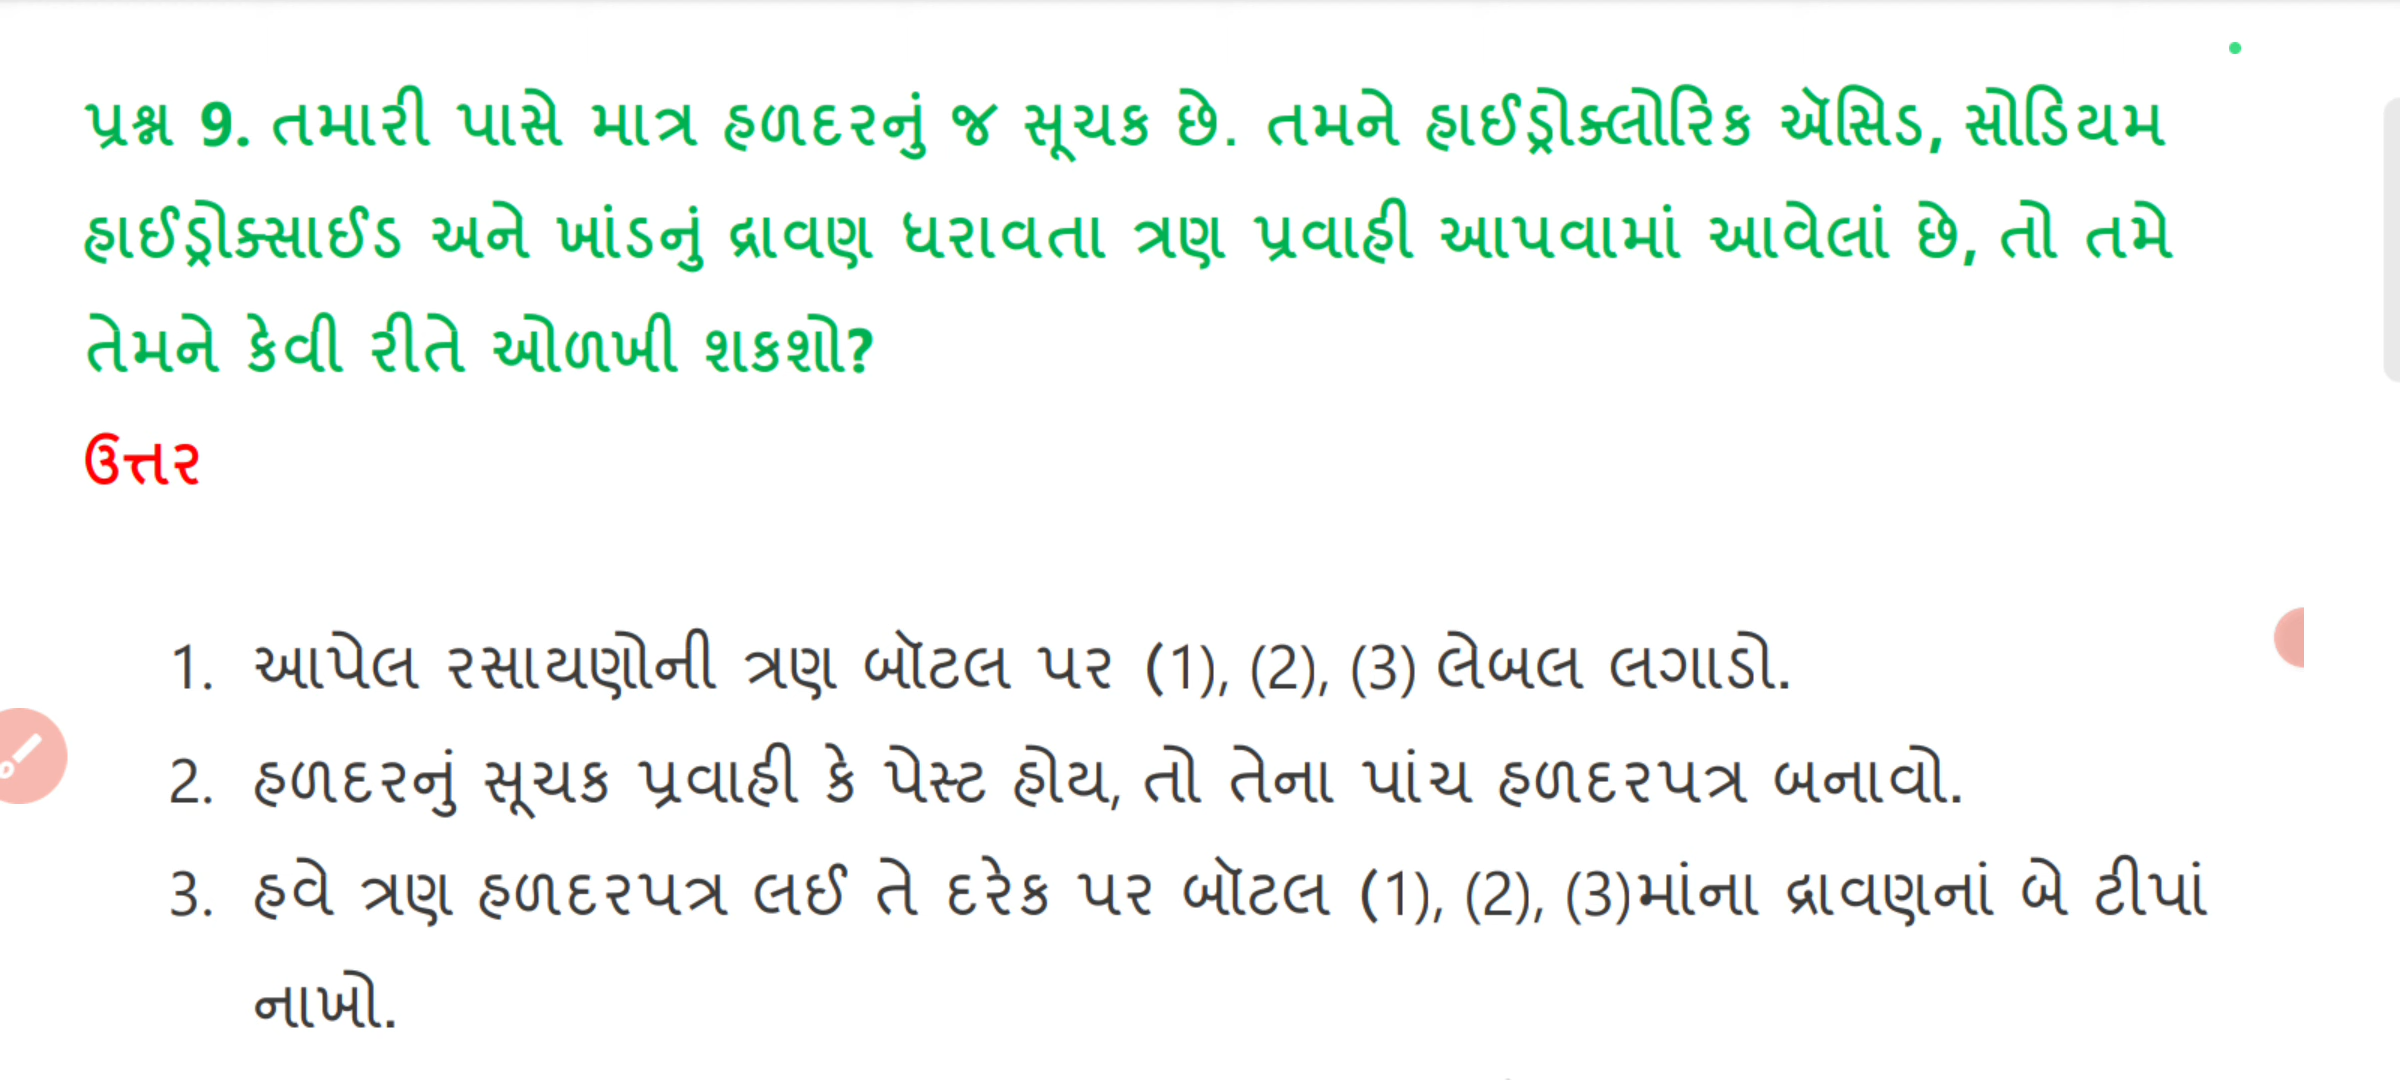 પ્રશ્ન 9. તમારી પાસે માત્ર હળદરનું જ સૂચક છે. તમને હાઈડ્રોક્લોરિક ઍસિડ, સોડિયમ
હાઈડ્રોક્સાઈડ અને ખાંડનું દ્રાવણ ધરાવતા ત્રણ પ્રવાહી આપવામાં આવેલાં છે, તો તમે
તેમને કેવી રીતે ઓળખી શકશો?
ઉત્તર
1. આપેલ રસાયણોની ત્રણ બૉટલ પર (1), (2), (3) લેબલ લગાડો.
2. હળદરનું સૂચક પ્રવાહી કે પેસ્ટ હોય, તો તેના પાંચ હળદરપત્ર બનાવો.
3. હવે ત્રણ હળદરપત્ર લઈ તે દરેક પર બૉટલ (1), (2), (3)માંના દ્રાવણનાં બે ટીપાં
નાખો.